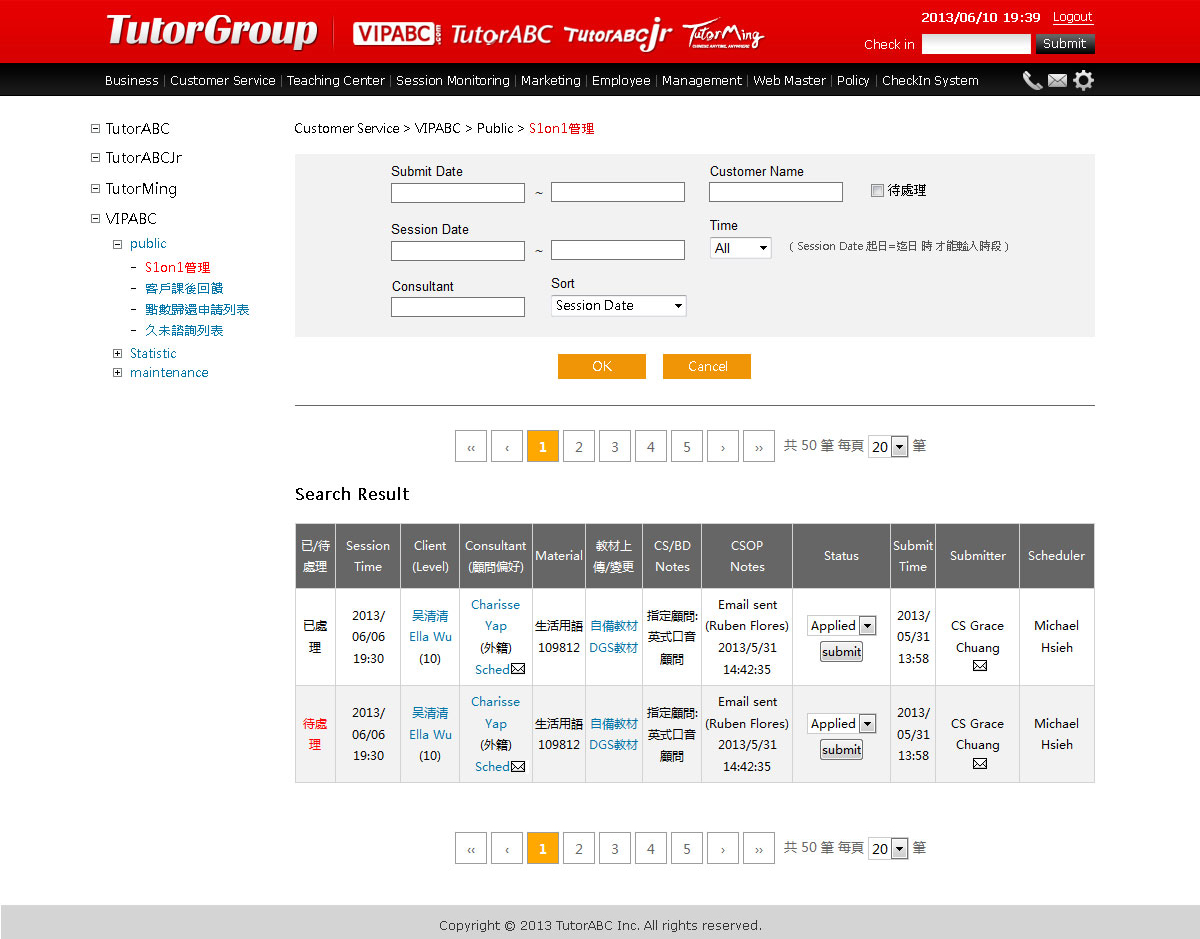 TutorGroup VIPABC TutorABC TutorABCjr TutorMing
CHINESE ANYTIME, ANYWHERE
2013/06/10 19:39 Logout
Check in Submit
Business | Customer Service | Teaching Center | Session Monitoring | Marketing | Employee | Management | Web Master | Policy | CheckIn System
TutorABC
TutorABCJr
TutorMing
VIPABC
public
- S1on1管理
- 客戶課後回饋
- 點數歸還申請列表
- 久未諮詢列表
Statistic
maintenance
Customer Service > VIPABC > Public > S1on1管理
Submit Date
~
Customer Name
待處理
Session Date
~
Time
All
( Session Date 起日=迄日 時 才能輸入時段 )
Consultant
Sort
Session Date
OK Cancel
‹‹ ‹ 1 2 3 4 5 › ›› 共 50 筆 每頁 20 筆
Search Result
已/待
處理
Session
Time
Client
(Level)
Consultant
(顧問偏好)
Material
教材上
傳/變更
CS/BD
Notes
CSOP
Notes
Status
Submit
Time
Submitter
Scheduler
已處
理
2013/
06/06
19:30
吴清清
Ella Wu
(10)
Charisse
Yap
(外籍)
Sched
生活用語
109812
自備教材
DGS教材
指定顧問:
英式口音
顧問
Email sent
(Ruben Flores)
2013/5/31
14:42:35
Applied
submit
2013/
05/31
13:58
CS Grace
Chuang
Michael
Hsieh
待處
理
2013/
06/06
19:30
吴清清
Ella Wu
(10)
Charisse
Yap
(外籍)
Sched
生活用語
109812
自備教材
DGS教材
指定顧問:
英式口音
顧問
Email sent
(Ruben Flores)
2013/5/31
14:42:35
Applied
submit
2013/
05/31
13:58
CS Grace
Chuang
Michael
Hsieh
‹‹ ‹ 1 2 3 4 5 › ›› 共 50 筆 每頁 20 筆
Copyright © 2013 TutorABC Inc. All rights reserved.